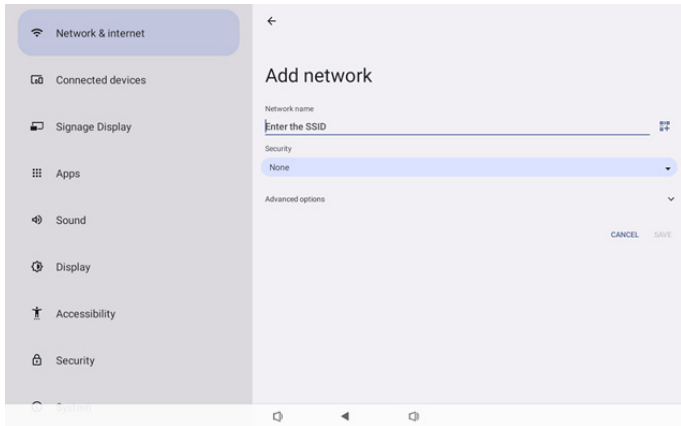 Network & internet
Connected devices
Signage Display
Apps
Sound
Display
Accessibility
Security
System
Add network
Network name
Enter the SSID
Security
None
Advanced options
CANCEL SAVE